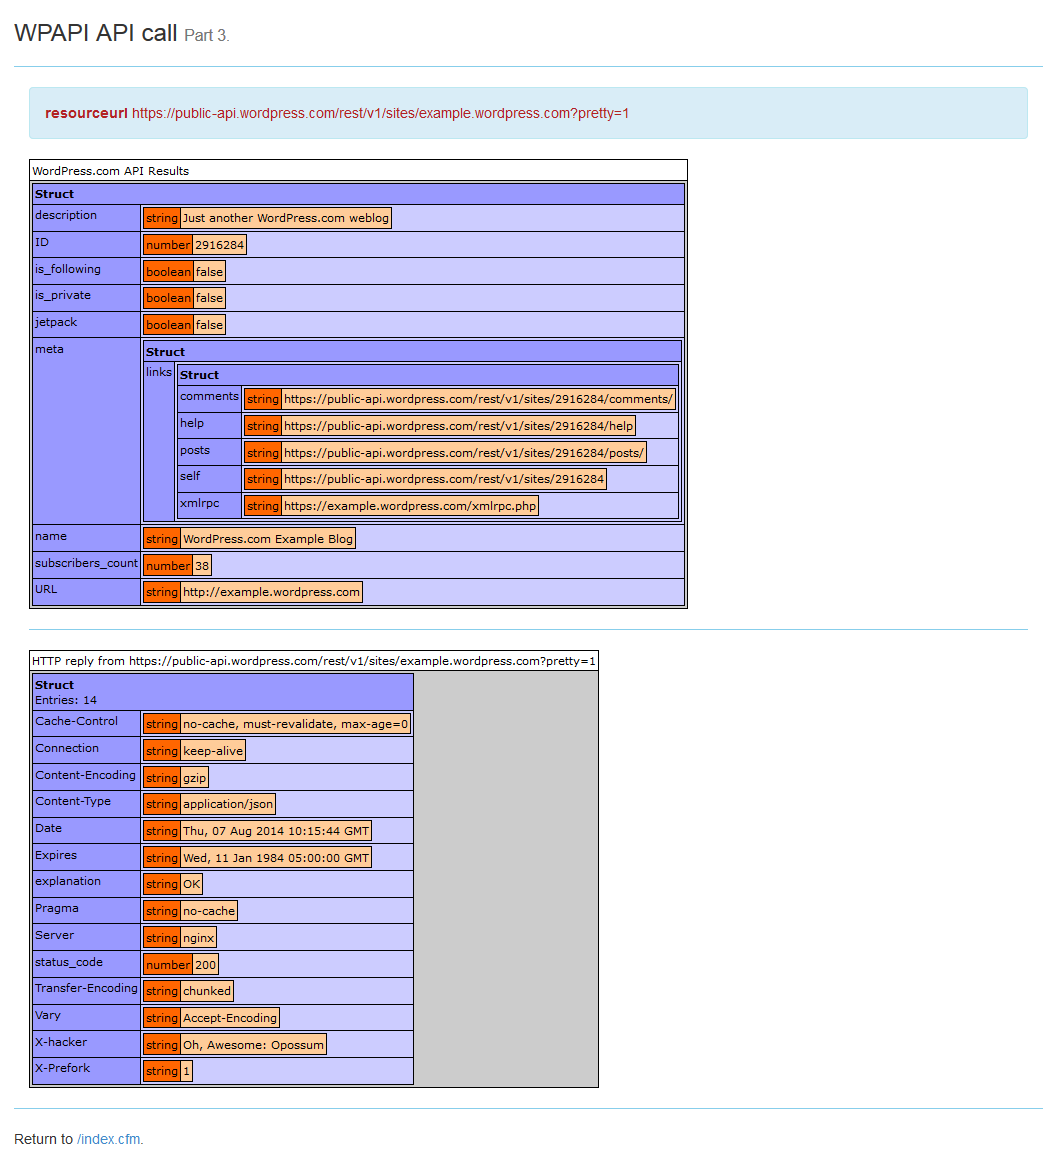 WPAPI API call Part 3.
resourceurl https://public-api.wordpress.com/rest/v1/sites/example.wordpress.com?pretty=1
WordPress.com API Results
Struct
description string Just another WordPress.com weblog
ID number 2916284
is_following boolean false
is_private boolean false
jetpack boolean false
meta Struct
links Struct
comments string https://public-api.wordpress.com/rest/v1/sites/2916284/comments/
help string https://public-api.wordpress.com/rest/v1/sites/2916284/help
posts string https://public-api.wordpress.com/rest/v1/sites/2916284/posts/
self string https://public-api.wordpress.com/rest/v1/sites/2916284
xmlrpc string https://example.wordpress.com/xmlrpc.php
name string WordPress.com Example Blog
subscribers_count number 38
URL string http://example.wordpress.com
HTTP reply from https://public-api.wordpress.com/rest/v1/sites/example.wordpress.com?pretty=1
Struct
Entries: 14
Cache-Control string no-cache, must-revalidate, max-age=0
Connection string keep-alive
Content-Encoding string gzip
Content-Type string application/json
Date string Thu, 07 Aug 2014 10:15:44 GMT
Expires string Wed, 11 Jan 1984 05:00:00 GMT
explanation string OK
Pragma string no-cache
Server string nginx
status_code number 200
Transfer-Encoding string chunked
Vary string Accept-Encoding
X-hacker string Oh, Awesome: Opossum
X-Prefork string 1
Return to /index.cfm.